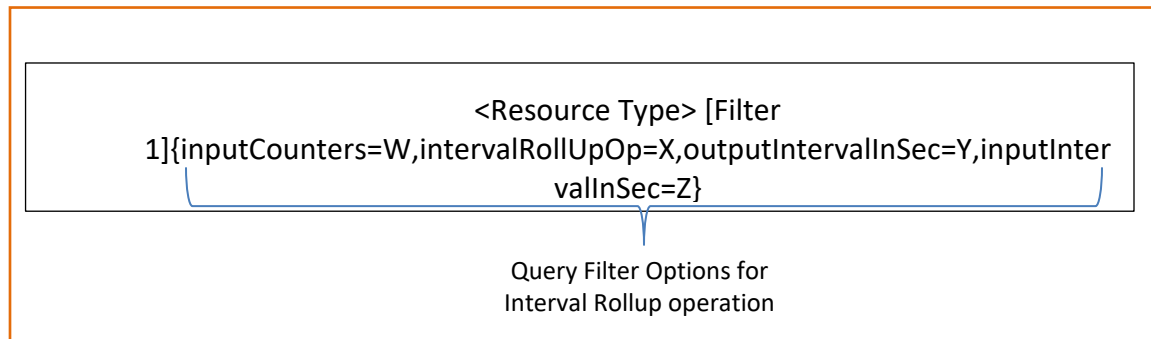 <Resource Type> [Filter
1]{inputCounters=W,intervalRollUpOp=X,outputIntervalInSec=Y,inputInter
valInSec=Z}
Query Filter Options for
Interval Rollup operation